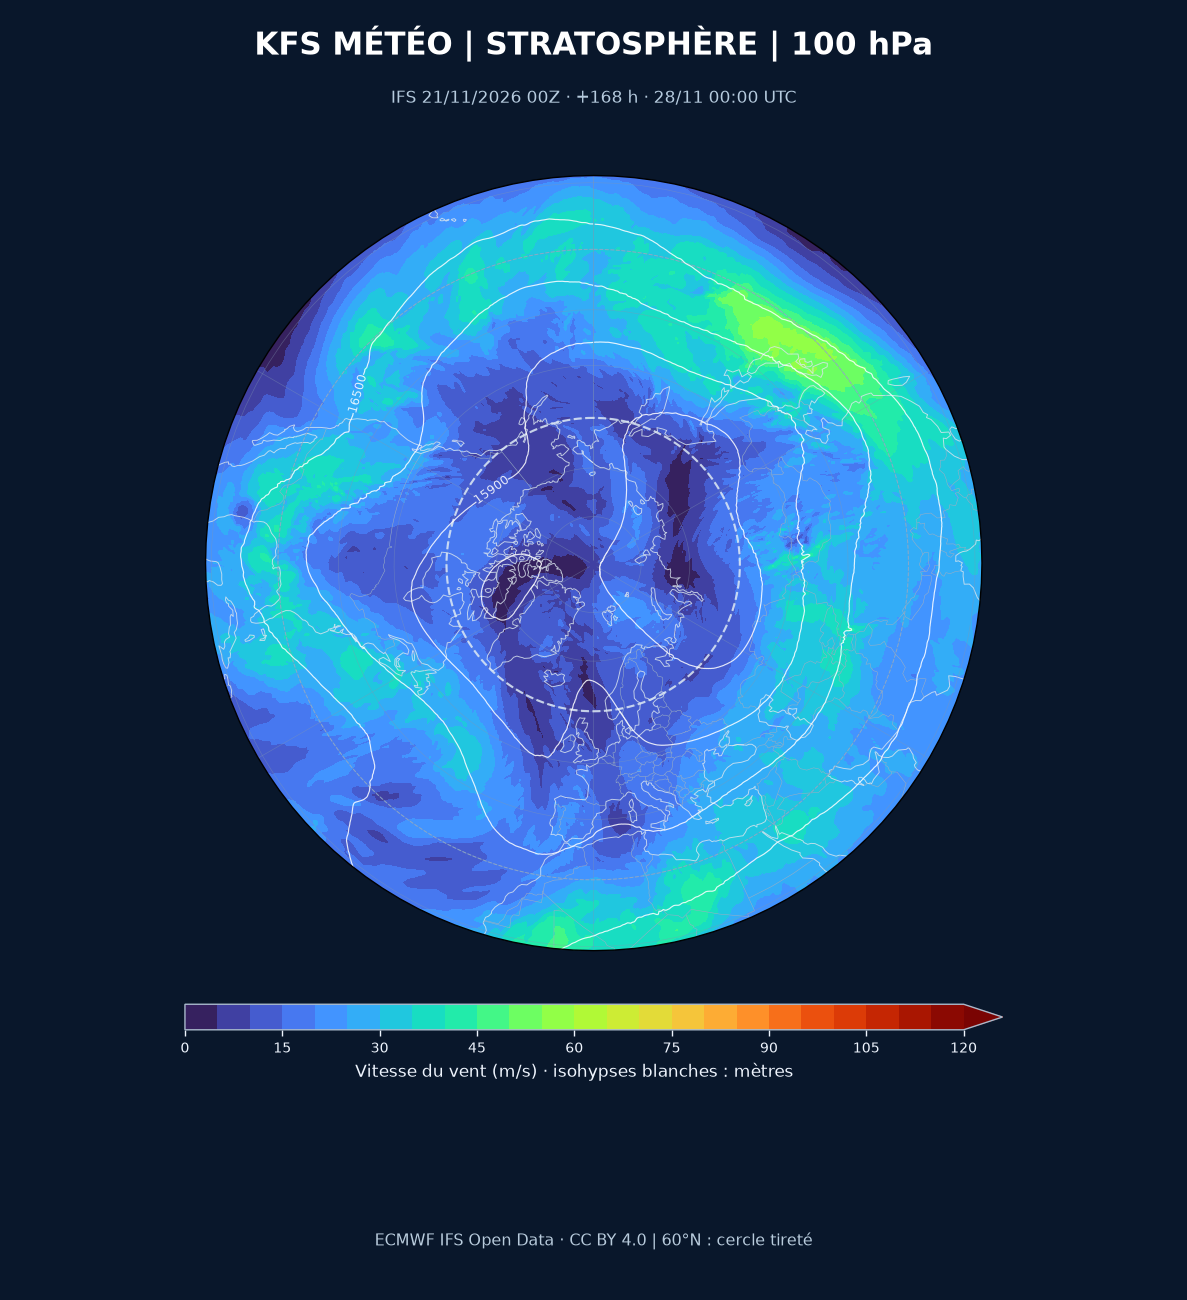 KFS MÉTÉO | STRATOSPHÈRE | 100 hPa
IFS 21/11/2026 00Z · +168 h · 28/11 00:00 UTC
16500
15900
0 15 30 45 60 75 90 105 120
Vitesse du vent (m/s) · isohypses blanches : mètres
ECMWF IFS Open Data · CC BY 4.0 | 60°N : cercle tireté